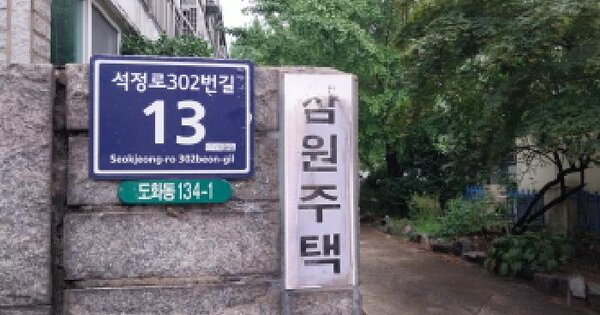 석정로302번길
13
Seokjeong-ro 302beon-gil
도화동 134-1
삼원주택